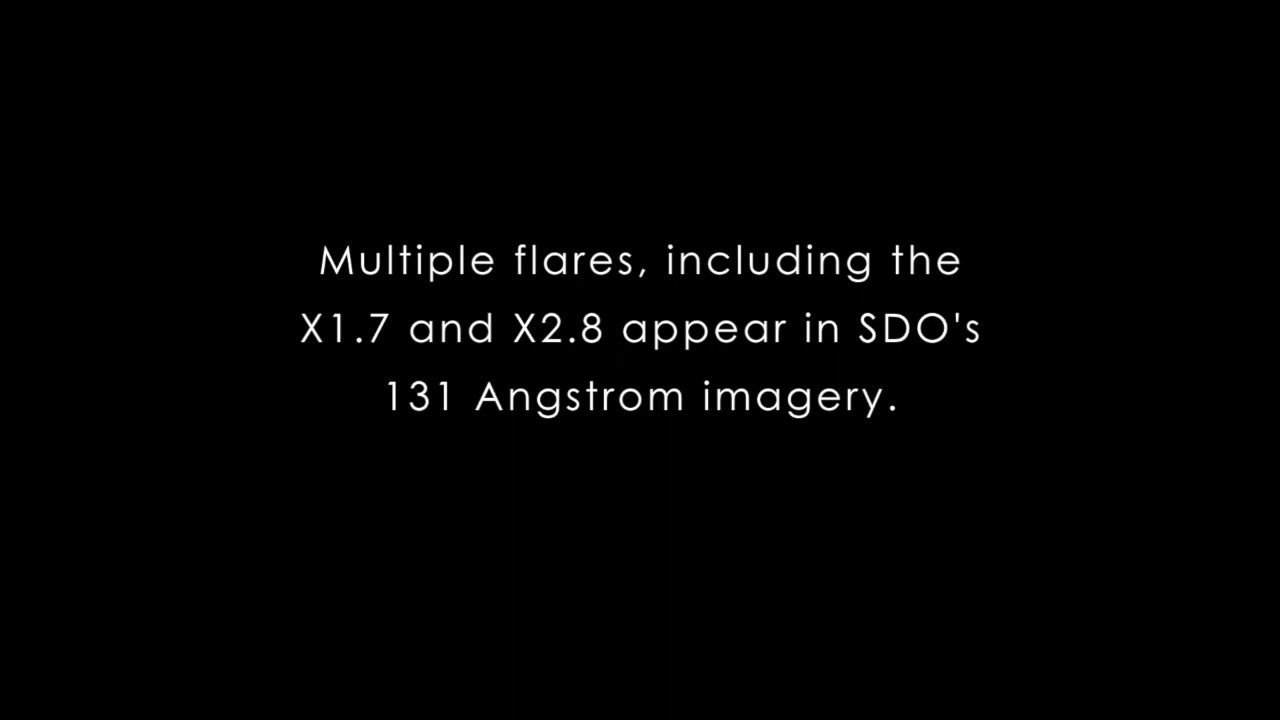 Multiple flares, including the
X1.7 and X2.8 appear in SDO's
131 Angstrom imagery.